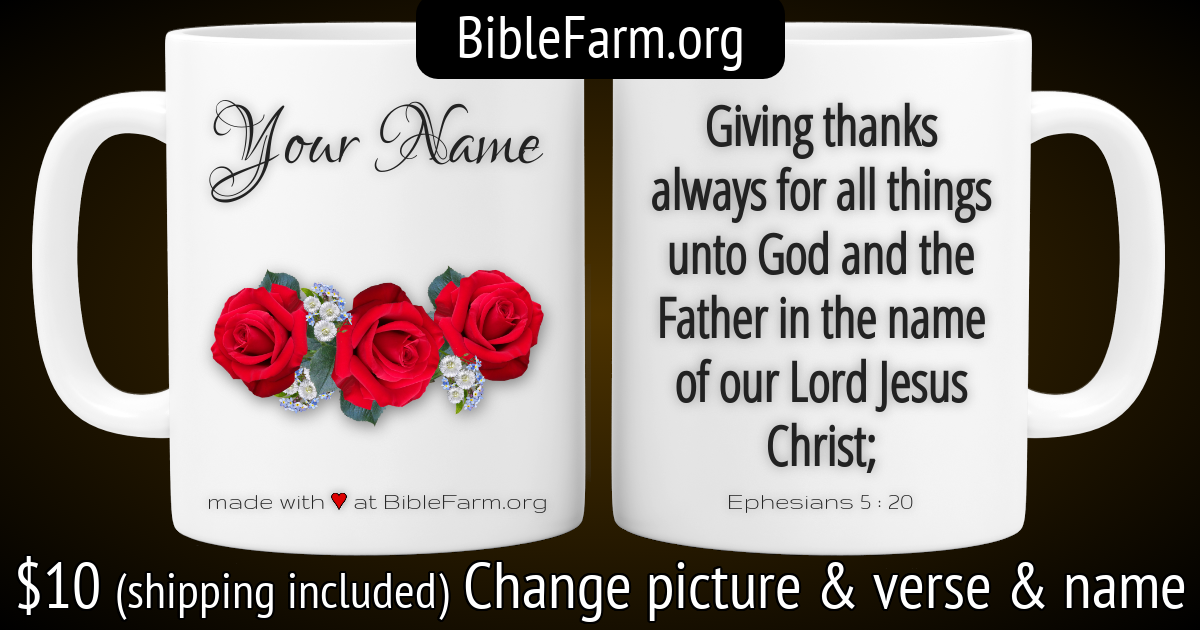 BibleFarm.org
Your Name
made with ♥ at BibleFarm.org
Giving thanks
always for all things
unto God and the
Father in the name
of our Lord Jesus
Christ;
Ephesians 5 : 20
$10 (shipping included) Change picture & verse & name